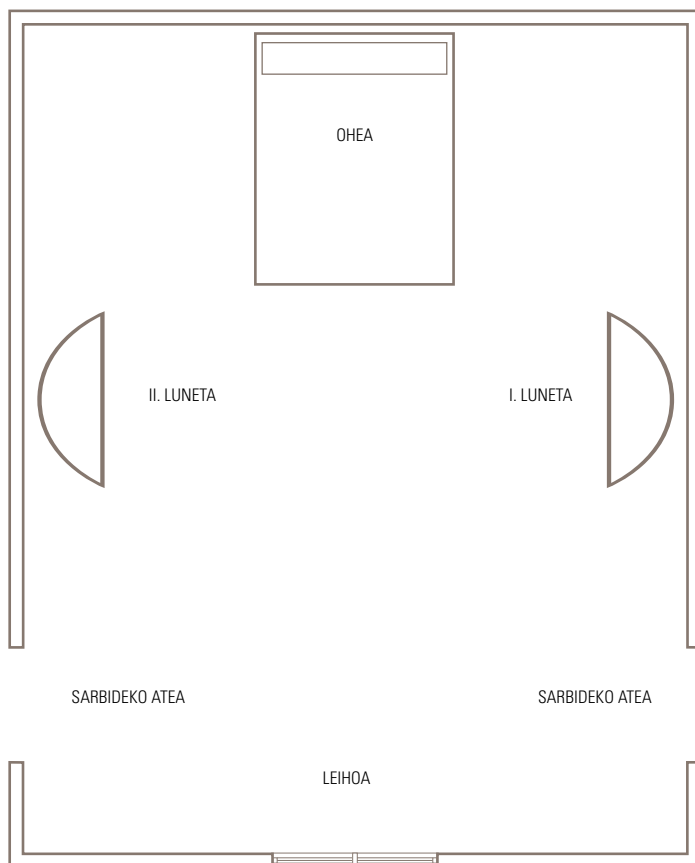 OHEA
II. LUNETA
I. LUNETA
SARBIDEKO ATEA
SARBIDEKO ATEA
LEIHOA